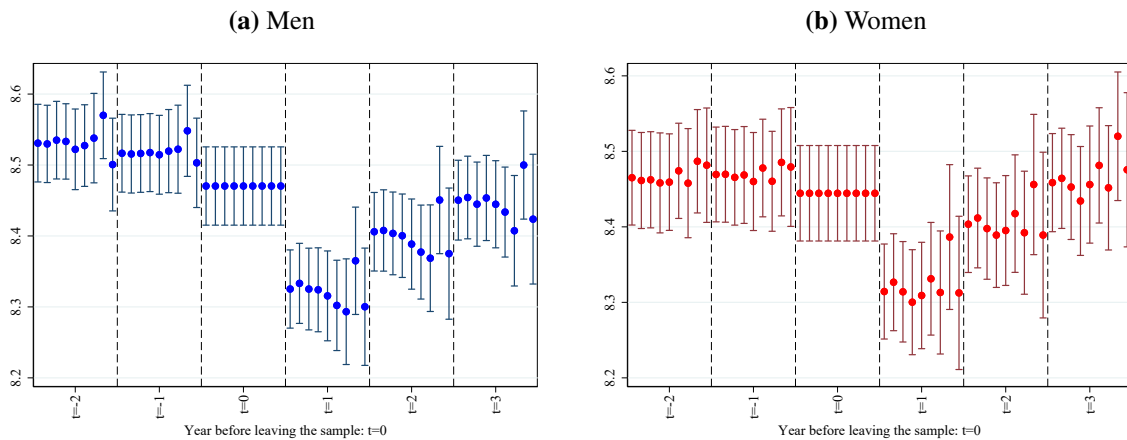 (a) Men
8.6
8.5
8.4
8.3
8.2
t=-2 t=-1 t=0 t=1 t=2 t=3
Year before leaving the sample: t=0
(b) Women
8.6
8.5
8.4
8.3
8.2
t=-2 t=-1 t=0 t=1 t=2 t=3
Year before leaving the sample: t=0